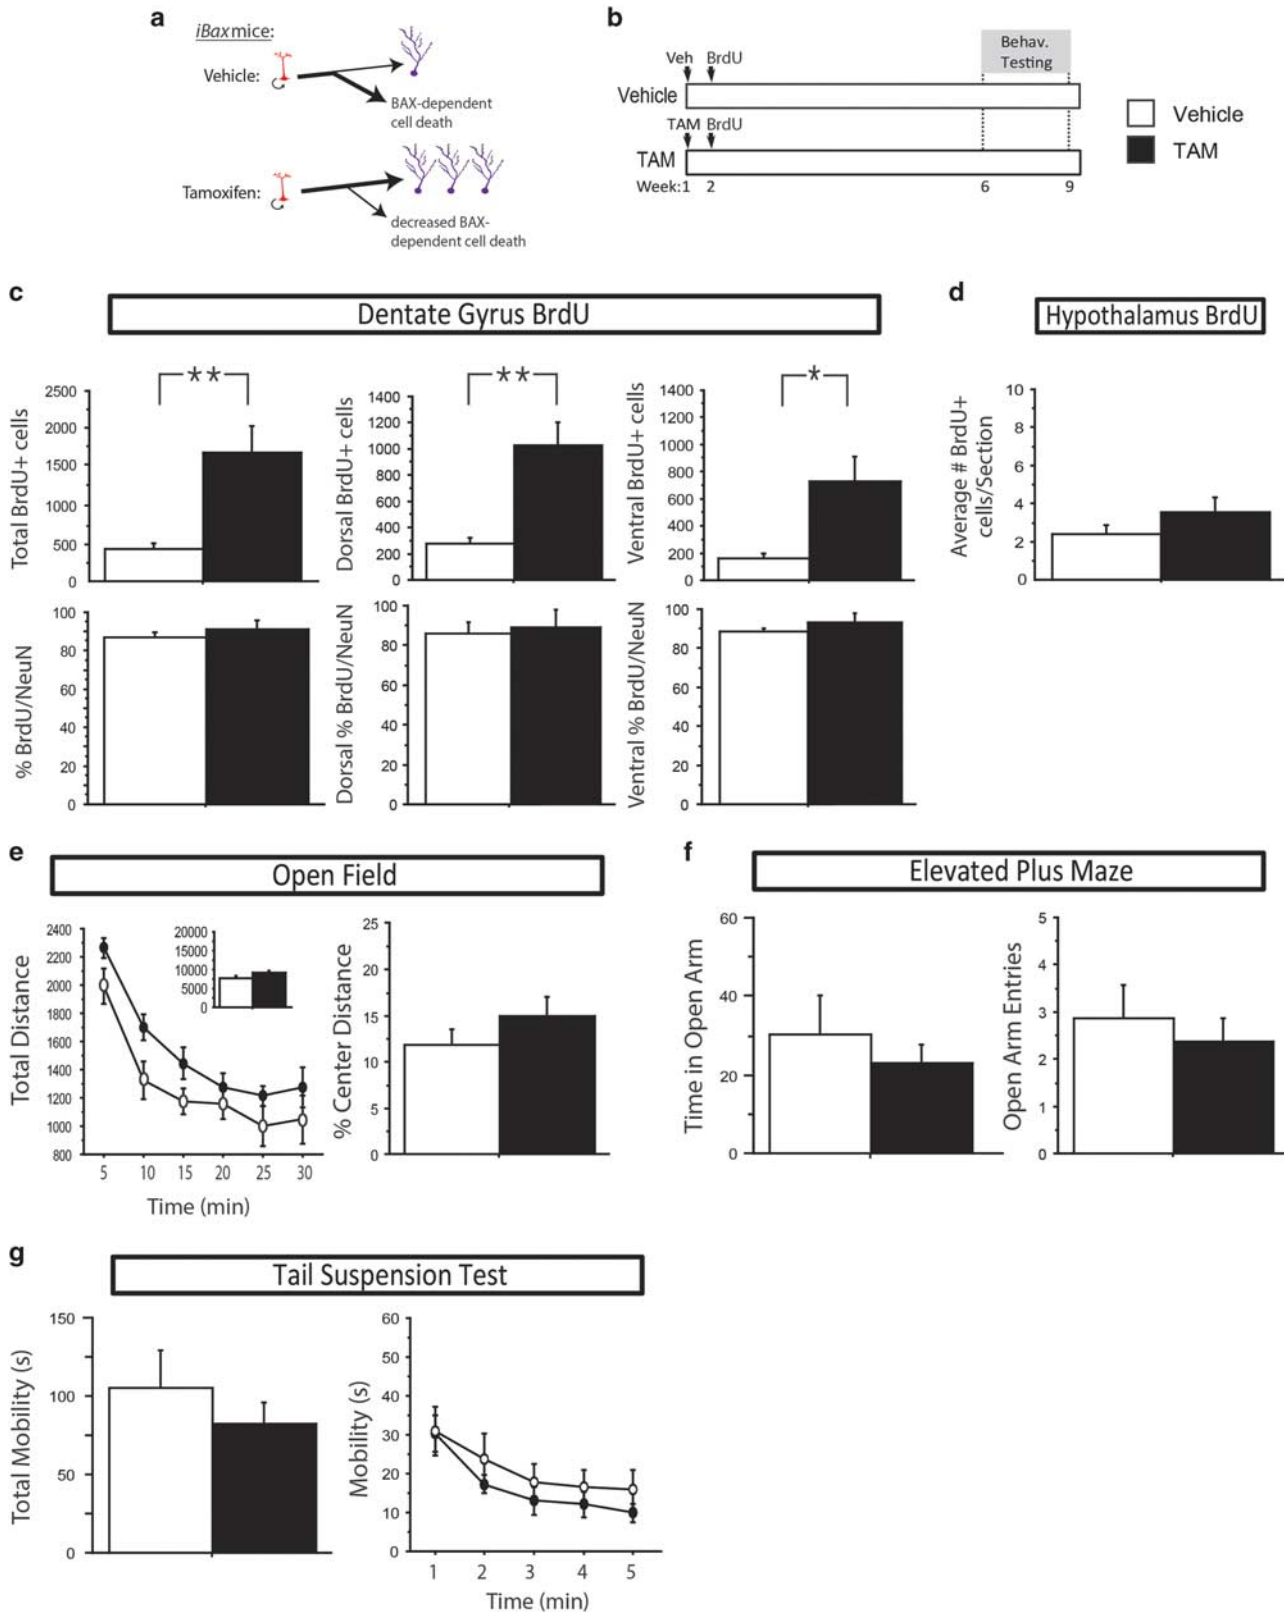 a
iBax mice:
Vehicle:
BAX-dependent
cell death
Tamoxifen:
decreased BAX-
dependent cell death
b
Behav.
Testing
Veh BrdU
Vehicle
TAM BrdU
TAM
Week:1 2 6 9
Vehicle
TAM
c
Dentate Gyrus BrdU
**
Total BrdU+ cells
2500
2000
1500
1000
500
0
**
Dorsal BrdU+ cells
1400
1200
1000
800
600
400
200
0
*
Ventral BrdU+ cells
1400
1200
1000
800
600
400
200
0
% BrdU/NeuN
100
80
60
40
20
0
Dorsal % BrdU/NeuN
100
80
60
40
20
0
Ventral % BrdU/NeuN
100
80
60
40
20
0
d
Hypothalamus BrdU
Average # BrdU+
cells/Section
10
8
6
4
2
0
e
Open Field
Total Distance
2400
2200
2000
1800
1600
1400
1200
1000
800
20000
15000
10000
5000
0
5 10 15 20 25 30
Time (min)
% Center Distance
25
20
15
10
5
0
f
Elevated Plus Maze
Time in Open Arm
60
40
20
0
Open Arm Entries
5
4
3
2
1
0
g
Tail Suspension Test
Total Mobility (s)
150
100
50
0
Mobility (s)
60
50
40
30
20
10
0
1 2 3 4 5
Time (min)